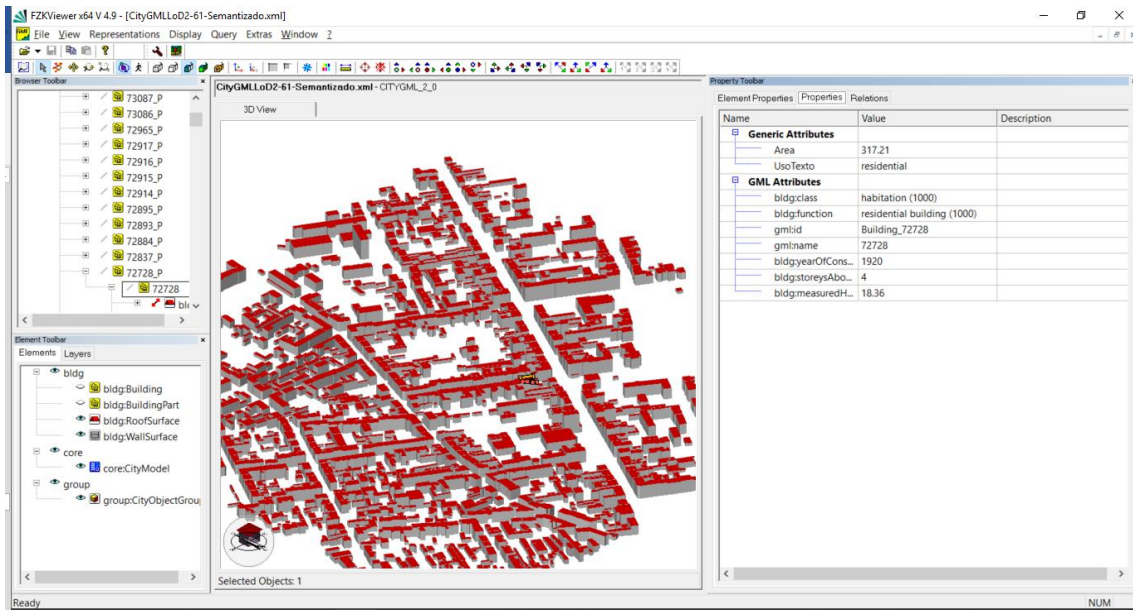 FZKViewer x64 V 4.9 - [CityGMLLoD2-61-Semantizado.xml]
File View Representations Display Query Extras Window ?
Browser Toolbar
73087_P
73086_P
72965_P
72917_P
72916_P
72915_P
72914_P
72895_P
72893_P
72884_P
72837_P
72728_P
72728
Element Toolbar
Elements Layers
bldg
bldg:Building
bldg:BuildingPart
bldg:RoofSurface
bldg:WallSurface
core
core:CityModel
group
group:CityObjectGrou
CityGMLLoD2-61-Semantizado.xml - CITYGML_2_0
3D View
Selected Objects: 1
Property Toolbar
Element Properties Properties Relations
Name Value Description
Generic Attributes
Area 317.21
UsoTexto residential
GML Attributes
bldg:class habitation (1000)
bldg:function residential building (1000)
gml:id Building_72728
gml:name 72728
bldg:yearOfCons... 1920
bldg:storeysAbo... 4
bldg:measuredH... 18.36
Ready NUM